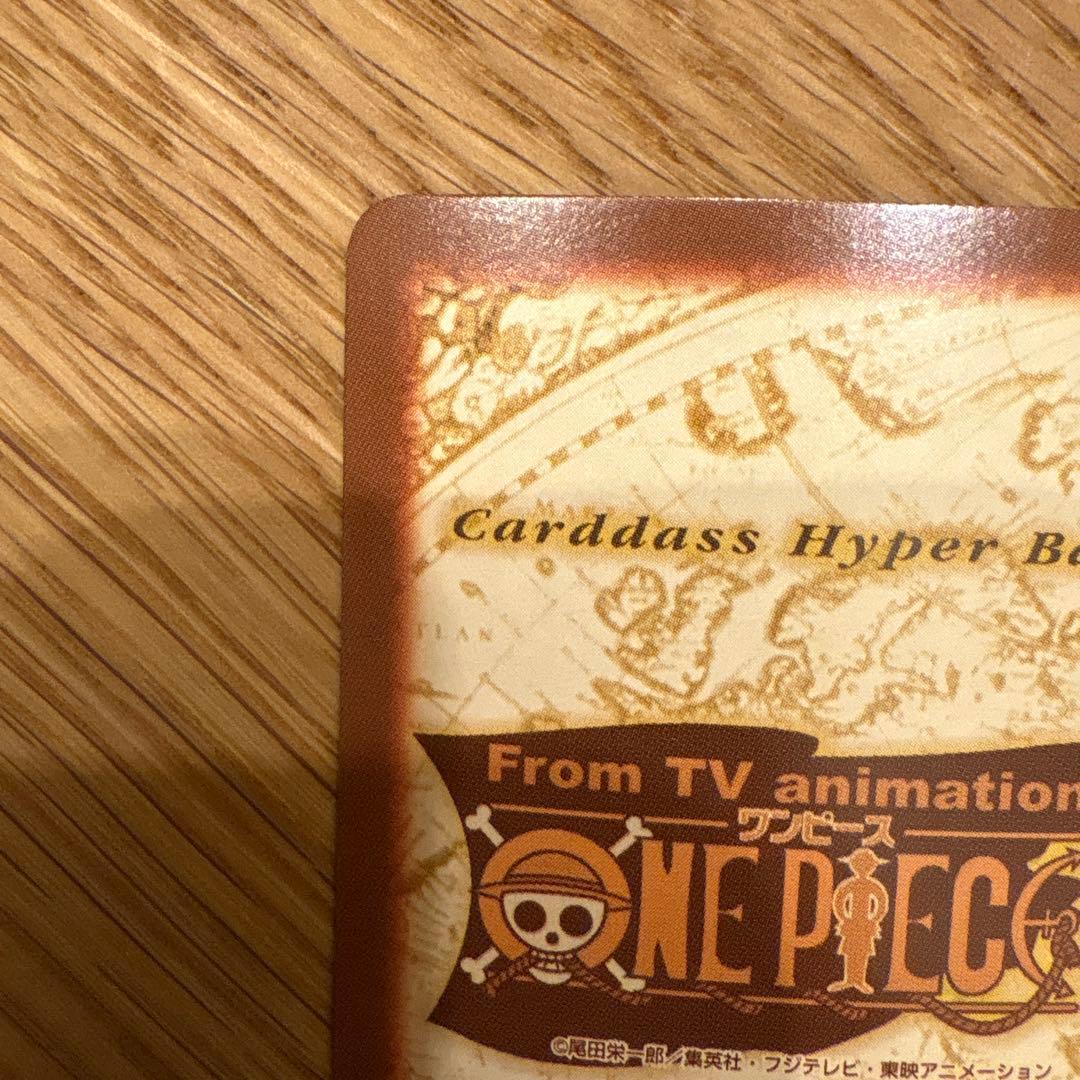 Carddass Hyper Ba
TLAN
From TV animation
ワンピース
ONE PIECE
©尾田栄一郎／集英社・フジテレビ・東映アニメーション